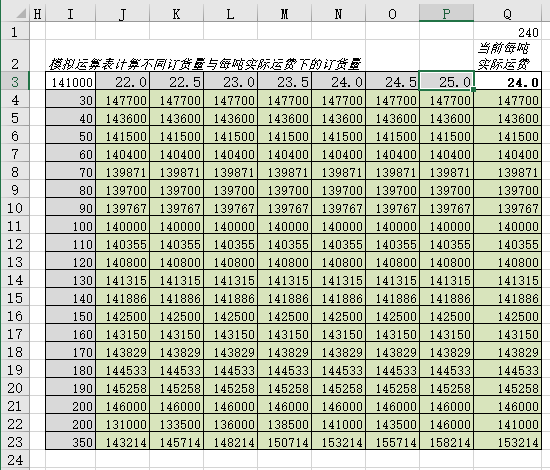 H I J K L M N O P Q
1 240
当前每吨
2 模拟运算表计算不同订货量与每吨实际运费下的订货量 实际运费
3 141000 22.0 22.5 23.0 23.5 24.0 24.5 25.0 24.0
4 30 147700 147700 147700 147700 147700 147700 147700 147700
5 40 143600 143600 143600 143600 143600 143600 143600 143600
6 50 141500 141500 141500 141500 141500 141500 141500 141500
7 60 140400 140400 140400 140400 140400 140400 140400 140400
8 70 139871 139871 139871 139871 139871 139871 139871 139871
9 80 139700 139700 139700 139700 139700 139700 139700 139700
10 90 139767 139767 139767 139767 139767 139767 139767 139767
11 100 140000 140000 140000 140000 140000 140000 140000 140000
12 110 140355 140355 140355 140355 140355 140355 140355 140355
13 120 140800 140800 140800 140800 140800 140800 140800 140800
14 130 141315 141315 141315 141315 141315 141315 141315 141315
15 140 141886 141886 141886 141886 141886 141886 141886 141886
16 150 142500 142500 142500 142500 142500 142500 142500 142500
17 160 143150 143150 143150 143150 143150 143150 143150 143150
18 170 143829 143829 143829 143829 143829 143829 143829 143829
19 180 144533 144533 144533 144533 144533 144533 144533 144533
20 190 145258 145258 145258 145258 145258 145258 145258 145258
21 200 146000 146000 146000 146000 146000 146000 146000 146000
22 200 131000 133500 136000 138500 141000 143500 146000 141000
23 350 143214 145714 148214 150714 153214 155714 158214 153214
24